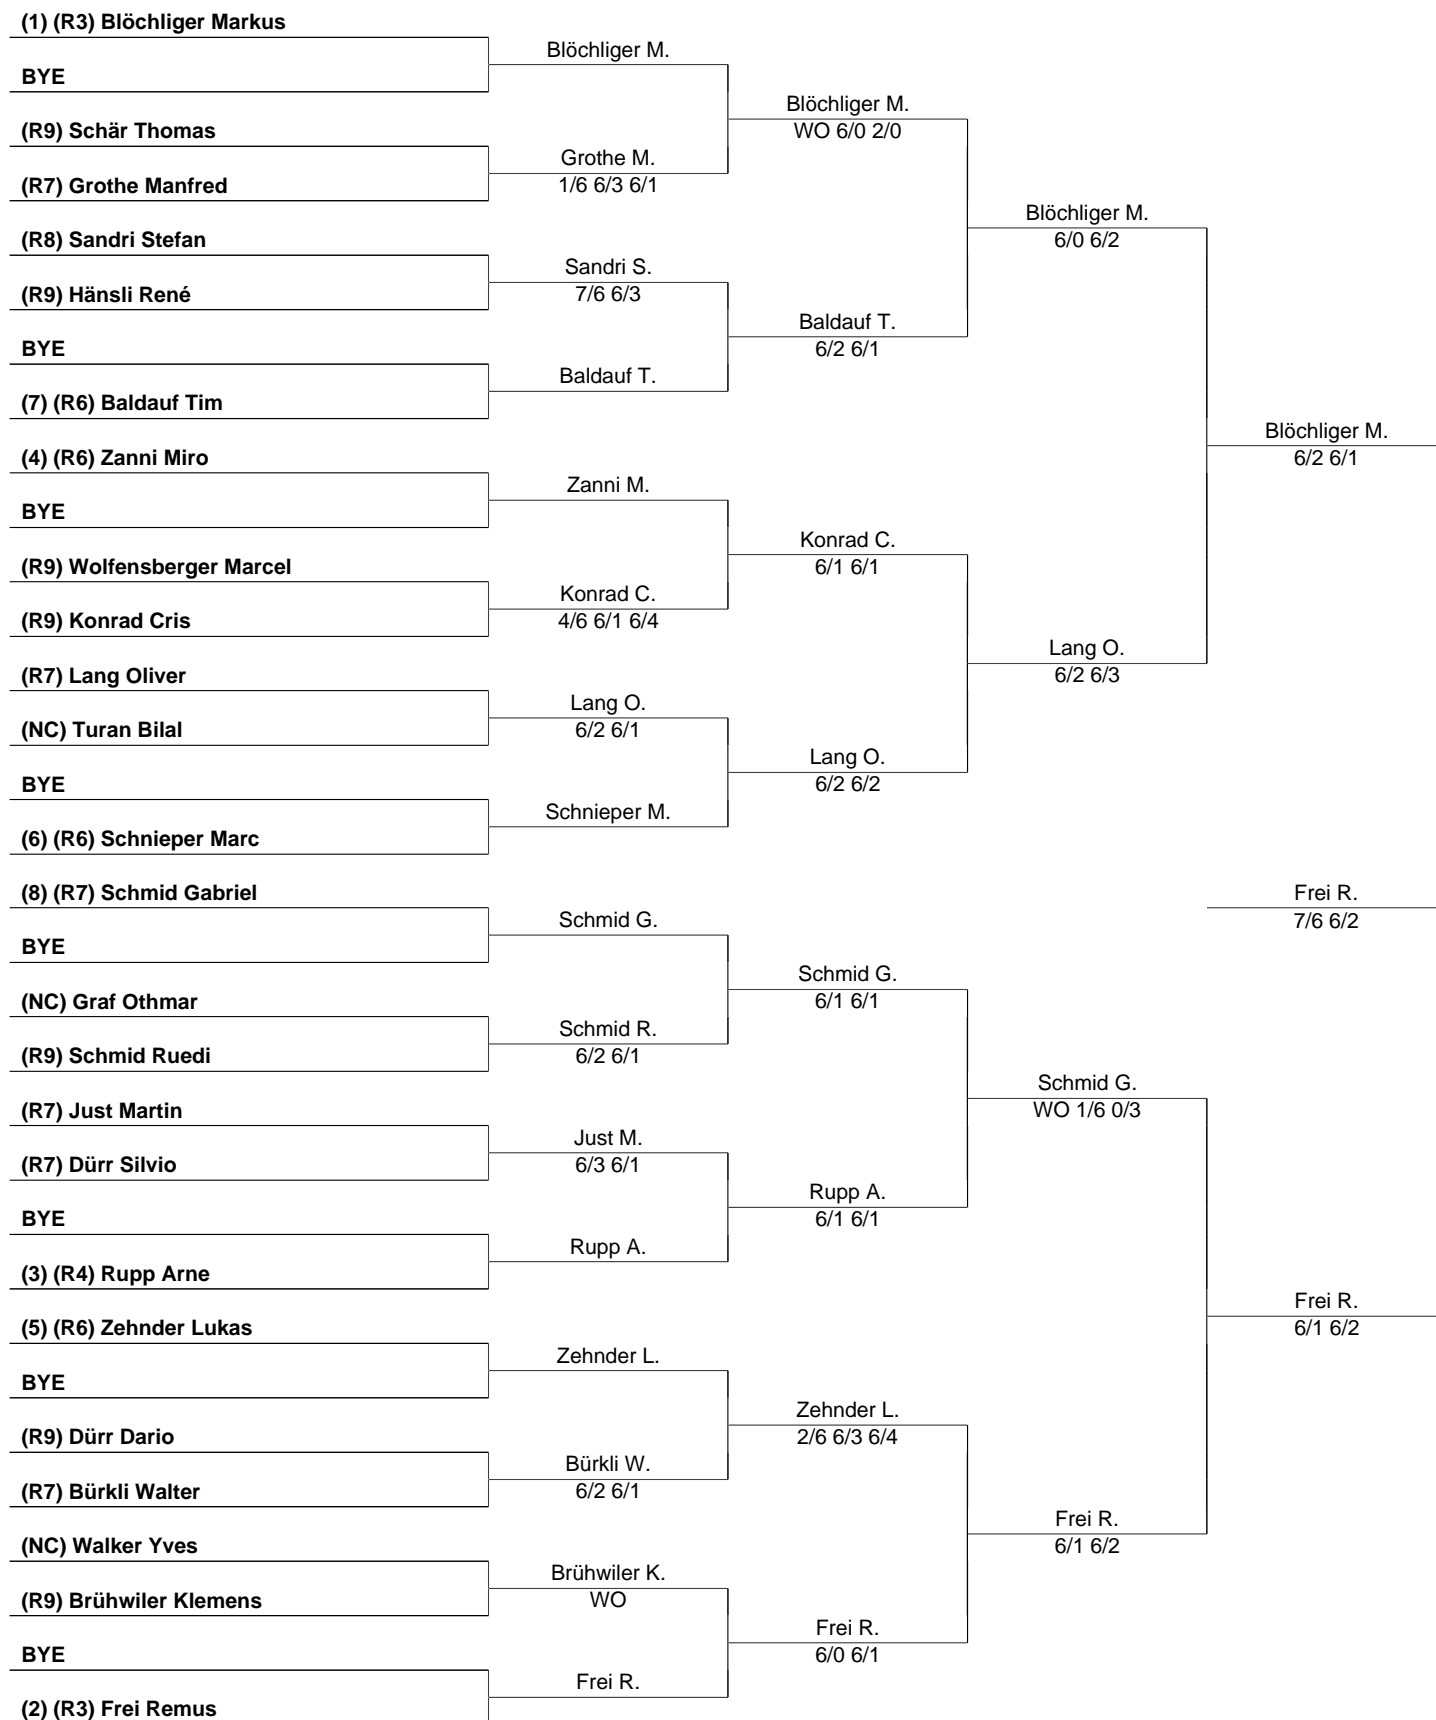 (1) (R3) Blöchliger Markus
BYE
(R9) Schär Thomas
(R7) Grothe Manfred
(R8) Sandri Stefan
(R9) Hänsli René
BYE
(7) (R6) Baldauf Tim
(4) (R6) Zanni Miro
BYE
(R9) Wolfensberger Marcel
(R9) Konrad Cris
(R7) Lang Oliver
(NC) Turan Bilal
BYE
(6) (R6) Schnieper Marc
(8) (R7) Schmid Gabriel
BYE
(NC) Graf Othmar
(R9) Schmid Ruedi
(R7) Just Martin
(R7) Dürr Silvio
BYE
(3) (R4) Rupp Arne
(5) (R6) Zehnder Lukas
BYE
(R9) Dürr Dario
(R7) Bürkli Walter
(NC) Walker Yves
(R9) Brühwiler Klemens
BYE
(2) (R3) Frei Remus
Blöchliger M.
Grothe M.
1/6 6/3 6/1
Sandri S.
7/6 6/3
Baldauf T.
Zanni M.
Konrad C.
4/6 6/1 6/4
Lang O.
6/2 6/1
Schnieper M.
Schmid G.
Schmid R.
6/2 6/1
Just M.
6/3 6/1
Rupp A.
Zehnder L.
Bürkli W.
6/2 6/1
Brühwiler K.
WO
Frei R.
Blöchliger M.
WO 6/0 2/0
Baldauf T.
6/2 6/1
Konrad C.
6/1 6/1
Lang O.
6/2 6/2
Schmid G.
6/1 6/1
Rupp A.
6/1 6/1
Zehnder L.
2/6 6/3 6/4
Frei R.
6/0 6/1
Blöchliger M.
6/0 6/2
Lang O.
6/2 6/3
Schmid G.
WO 1/6 0/3
Frei R.
6/1 6/2
Blöchliger M.
6/2 6/1
Frei R.
7/6 6/2
Frei R.
6/1 6/2